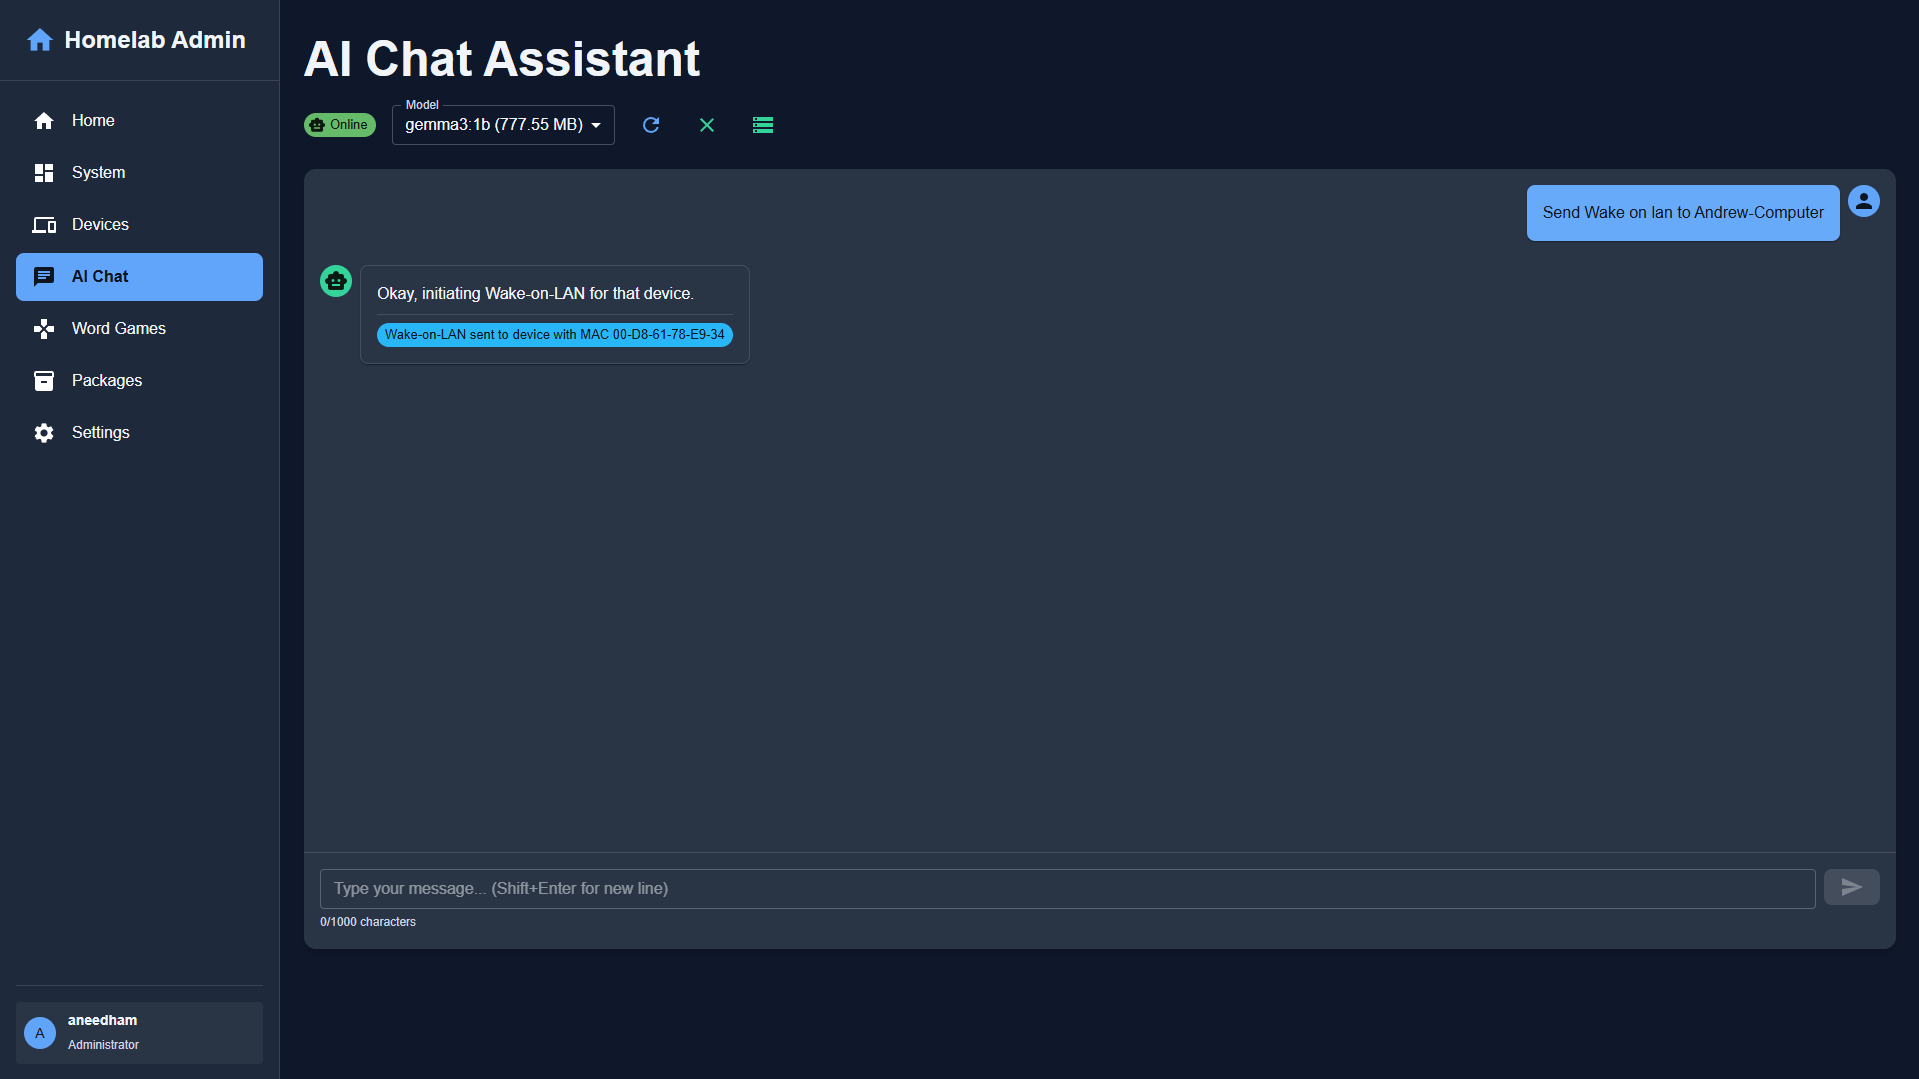 Homelab Admin
Home
System
Devices
AI Chat
Word Games
Packages
Settings
A
aneedham
Administrator
AI Chat Assistant
Online
Model
gemma3:1b (777.55 MB)
Send Wake on lan to Andrew-Computer
Okay, initiating Wake-on-LAN for that device.
Wake-on-LAN sent to device with MAC 00-D8-61-78-E9-34
Type your message... (Shift+Enter for new line)
0/1000 characters